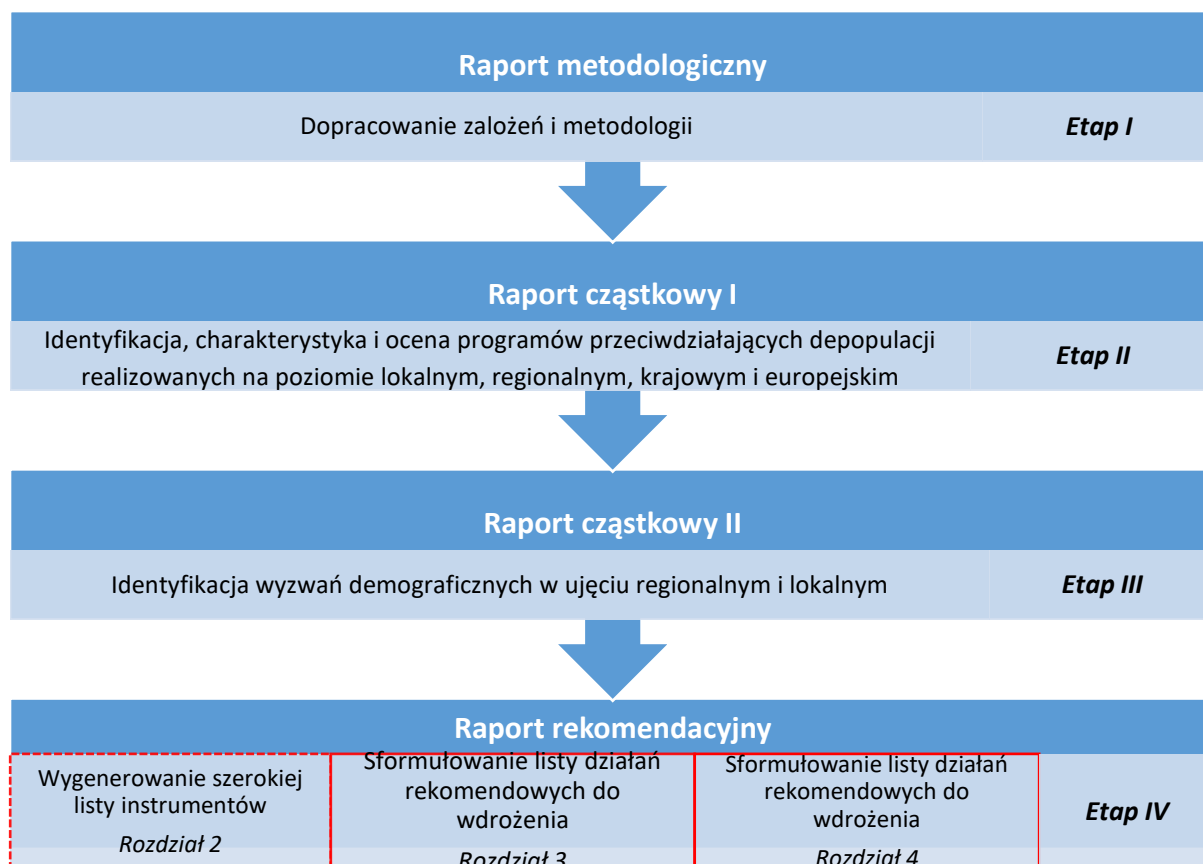 Raport metodologiczny
Dopracowanie założeń i metodologii
Etap I
Raport cząstkowy I
Identyfikacja, charakterystyka i ocena programów przeciwdziałających depopulacji
realizowanych na poziomie lokalnym, regionalnym, krajowym i europejskim
Etap II
Raport cząstkowy II
Identyfikacja wyzwań demograficznych w ujęciu regionalnym i lokalnym
Etap III
Raport rekomendacyjny
Wygenerowanie szerokiej
listy instrumentów
Rozdział 2
Sformułowanie listy działań
rekomendowych do
wdrożenia
Rozdział 3
Sformułowanie listy działań
rekomendowych do
wdrożenia
Rozdział 4
Etap IV